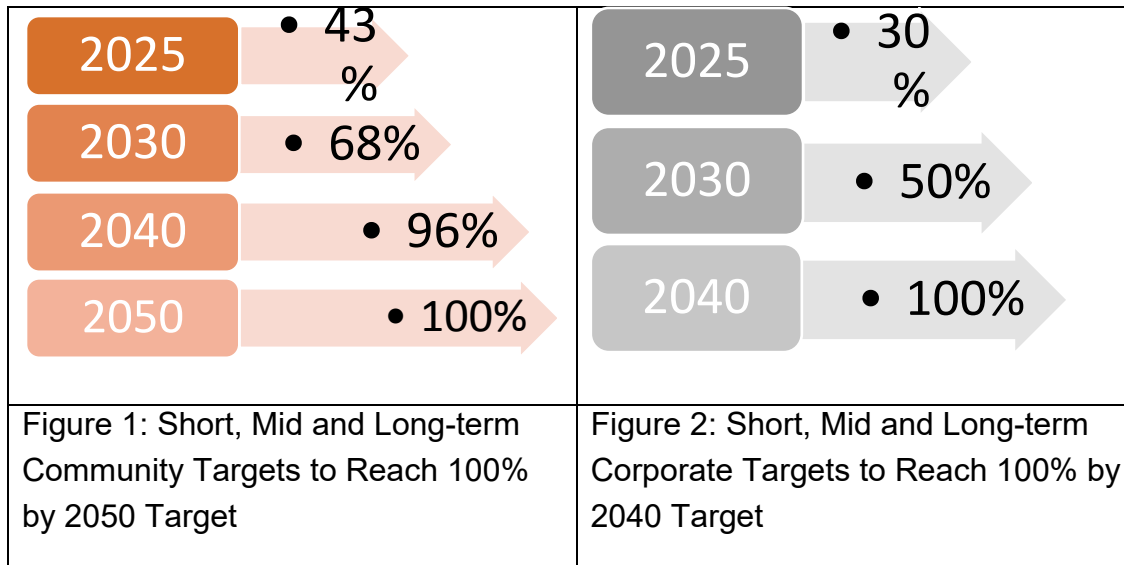 2025
• 43
%
2030
• 68%
2040
• 96%
2050
• 100%
Figure 1: Short, Mid and Long-term
Community Targets to Reach 100%
by 2050 Target
2025
• 30
%
2030
• 50%
2040
• 100%
Figure 2: Short, Mid and Long-term
Corporate Targets to Reach 100% by
2040 Target